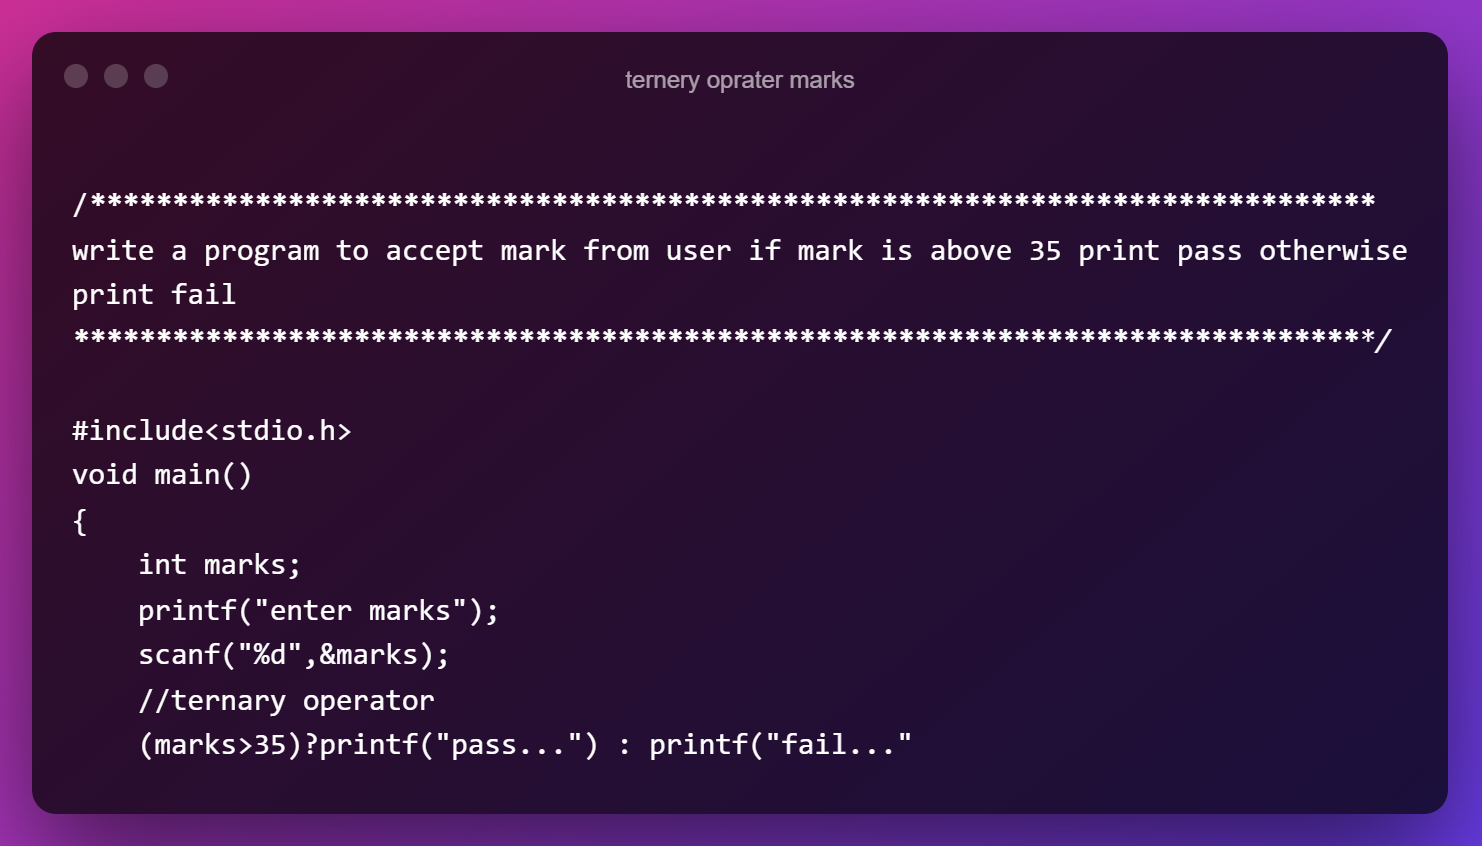 ternery oprater marks
/******************************************************************************
write a program to accept mark from user if mark is above 35 print pass otherwise
print fail
*******************************************************************************/
#include<stdio.h>
void main()
{
    int marks;
    printf("enter marks");
    scanf("%d",&marks);
    //ternary operator
    (marks>35)?printf("pass...") : printf("fail..."